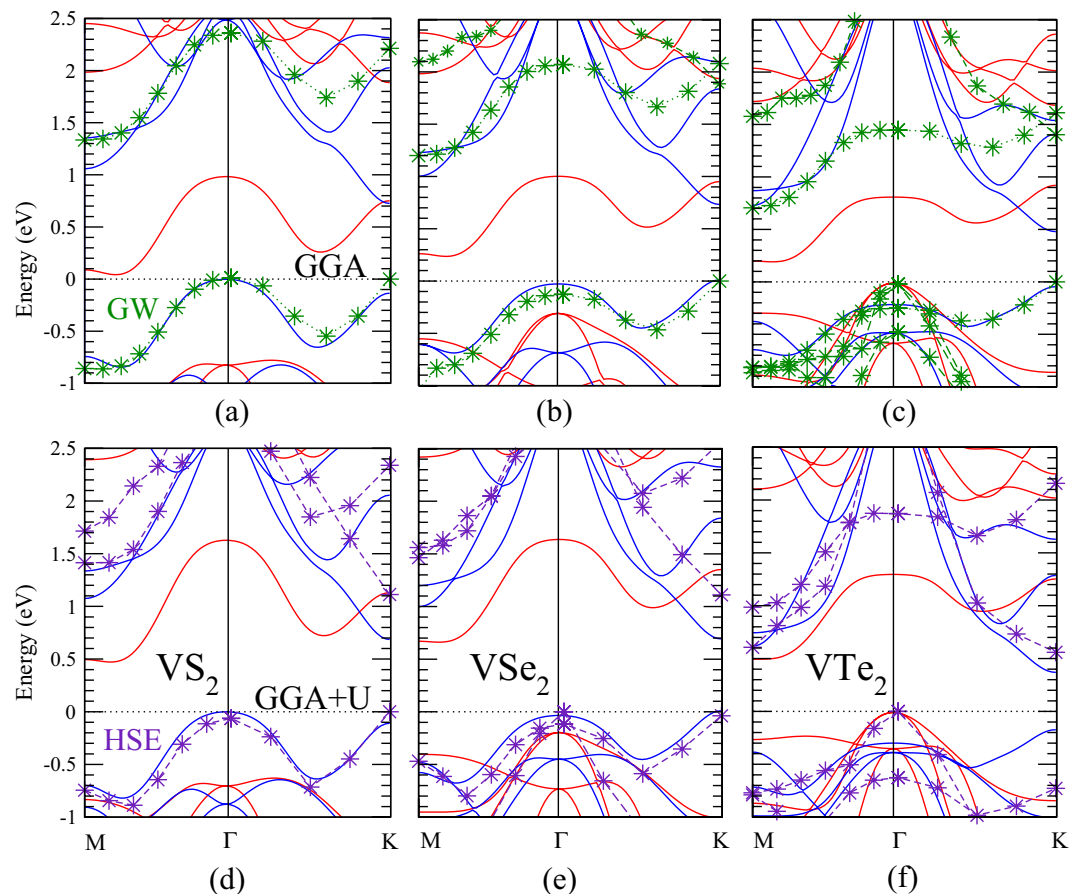 2.5
2
1.5
1
0.5
0
-0.5
-1
Energy (eV)
GGA
GW
(a)
(b)
(c)
2.5
2
1.5
1
0.5
0
-0.5
-1
Energy (eV)
VS2
VSe2
VTe2
GGA+U
HSE
M
Γ
K
M
Γ
K
M
Γ
K
(d)
(e)
(f)